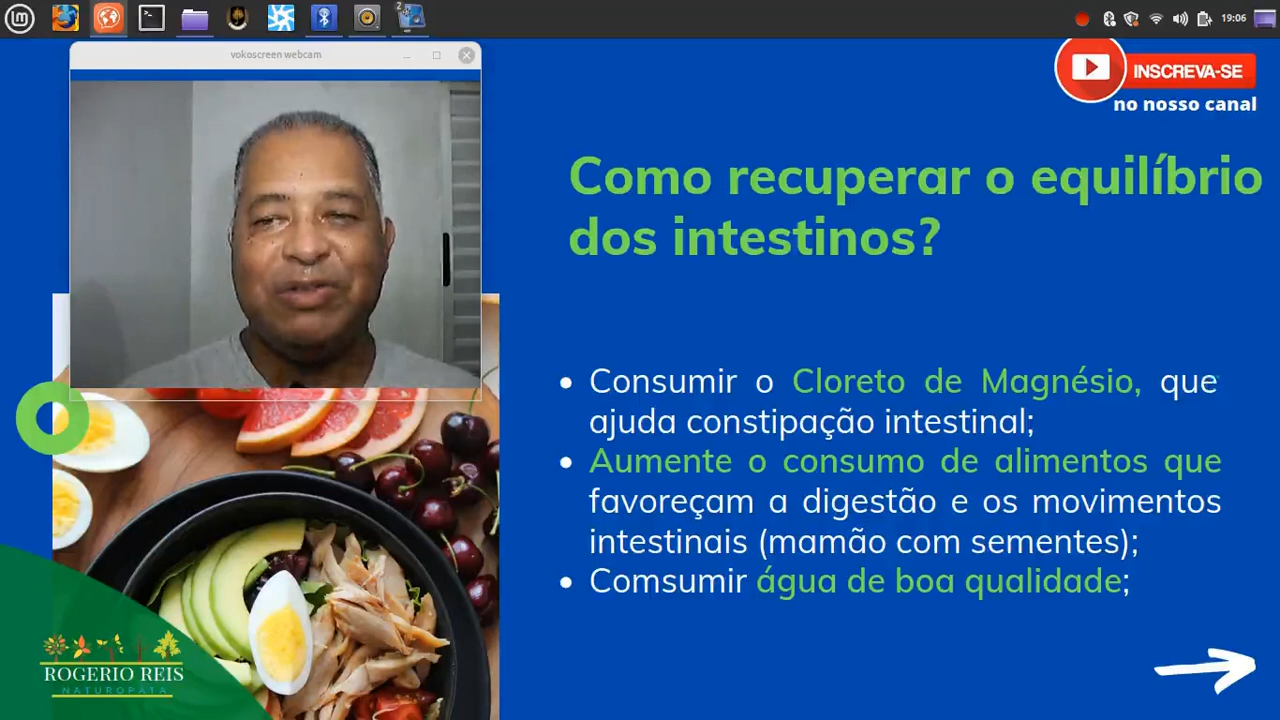 19:06
vokoscreen webcam
INSCREVA-SE
no nosso canal
Como recuperar o equilíbrio
dos intestinos?
• Consumir o Cloreto de Magnésio, que
ajuda constipação intestinal;
• Aumente o consumo de alimentos que
favoreçam a digestão e os movimentos
intestinais (mamão com sementes);
• Comsumir água de boa qualidade;
ROGERIO REIS
NATUROPATA